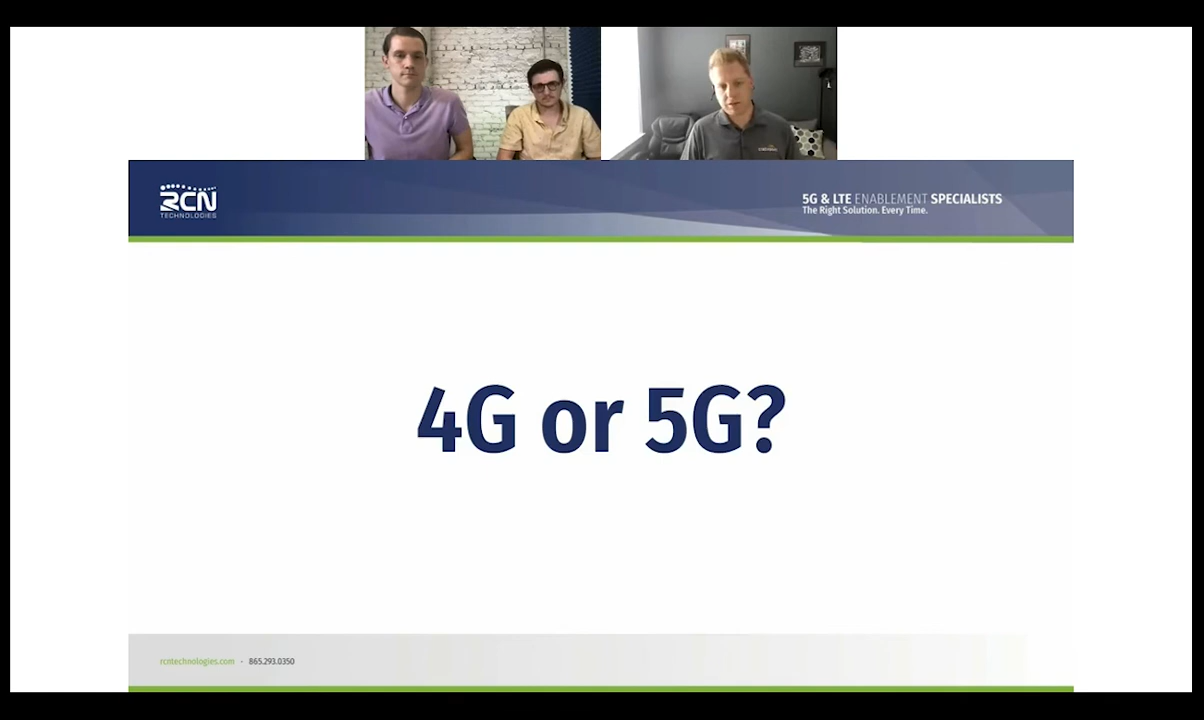 RCN
TECHNOLOGIES
5G & LTE ENABLEMENT SPECIALISTS
The Right Solution. Every Time.
4G or 5G?
rcntechnologies.com • 865.293.0350